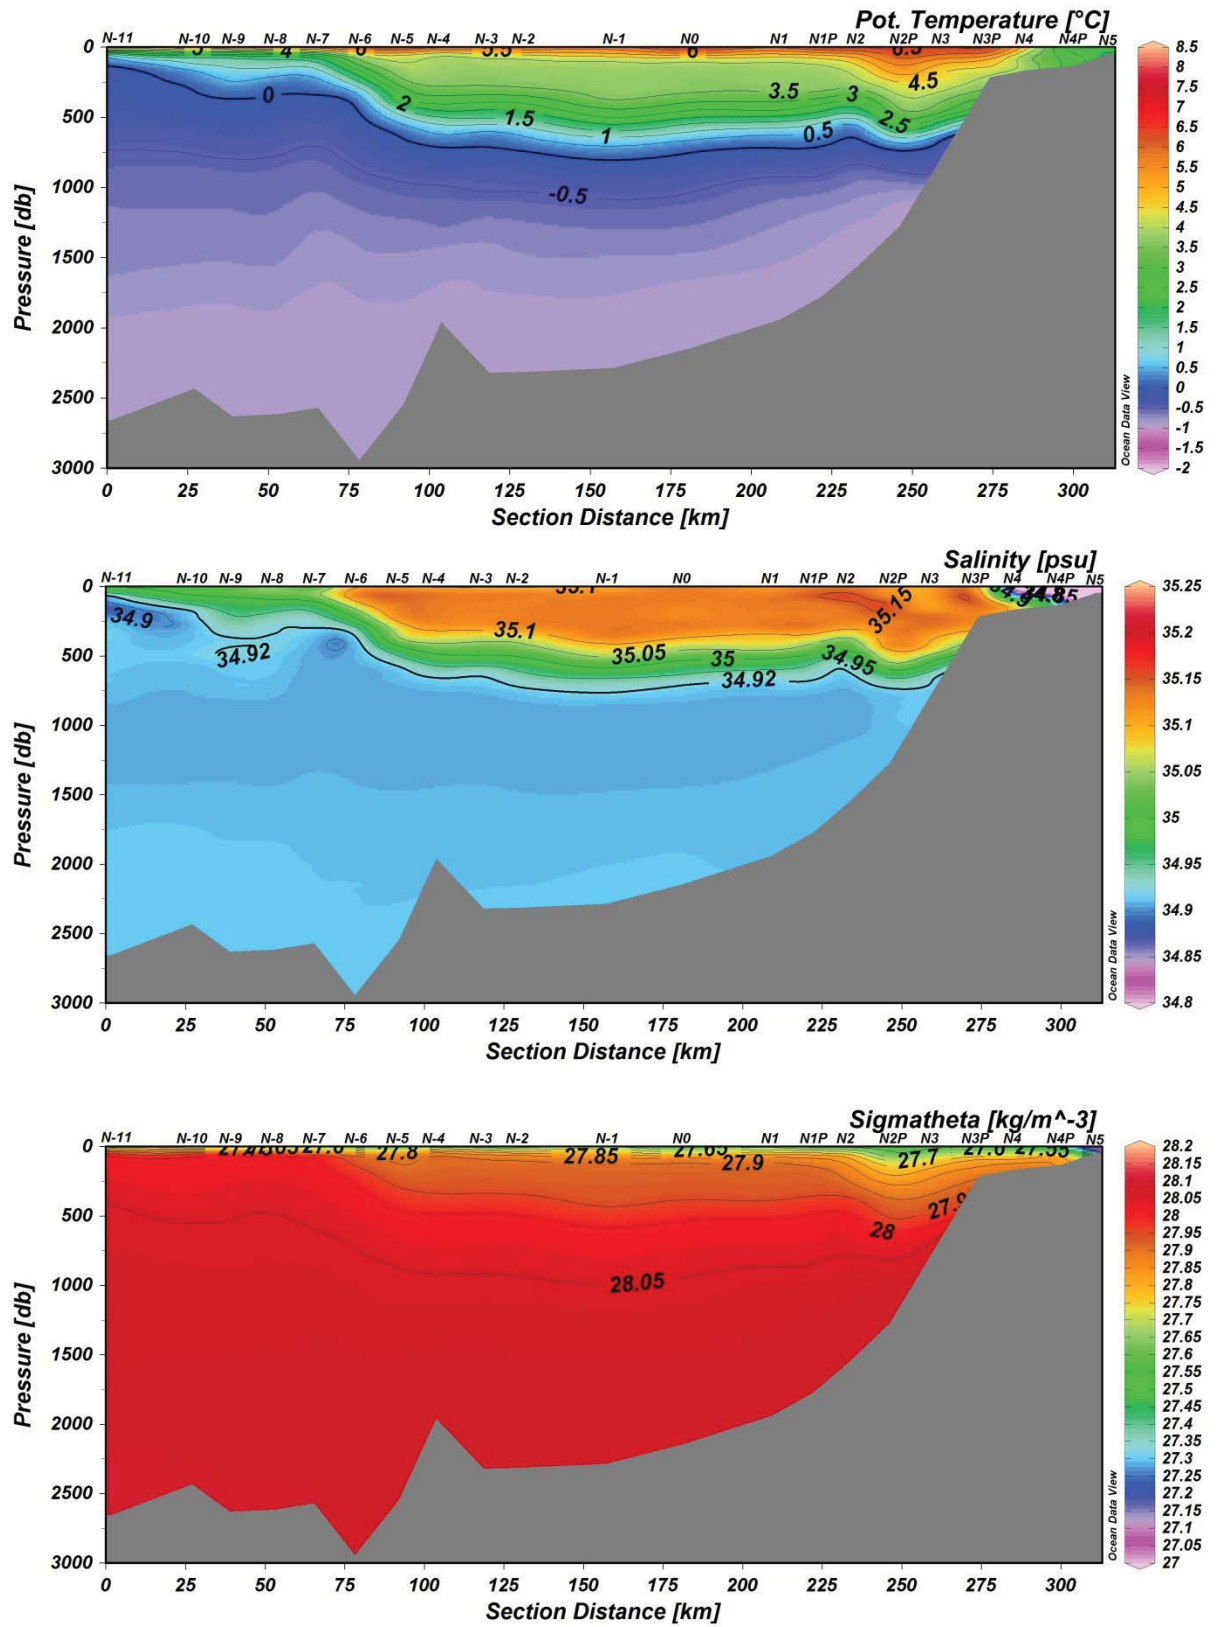 Pot. Temperature [°C]
N-11 N-10 N-9 N-8 N-7 N-6 N-5 N-4 N-3 N-2 N-1 N0 N1 N1P N2 N2P N3 N4 N4P N5
0 500 1000 1500 2000 2500 3000
Pressure [db]
0 2 1.5 1 0.5 3.5 3 2.5 4.5 -0.5
8.5 8 7.5 7 6.5 6 5.5 5 4.5 4 3.5 3 2.5 2 1.5 1 0.5 0 -0.5 -1 -1.5 -2
Ocean Data View
0 25 50 75 100 125 150 175 200 225 250 275 300
Section Distance [km]
Salinity [psu]
N-11 N-10 N-9 N-8 N-7 N-6 N-5 N-4 N-3 N-2 N-1 N0 N1 N1P N2 N2P N3 N3P N4 N4P N5
0 500 1000 1500 2000 2500 3000
Pressure [db]
34.9 34.92 35.1 35.1 35.05 35 34.92 34.95 35.15
35.25 35.2 35.15 35.1 35.05 35 34.95 34.9 34.85 34.8
Ocean Data View
0 25 50 75 100 125 150 175 200 225 250 275 300
Section Distance [km]
Sigmatheta [kg/m^-3]
N-11 N-10 N-9 N-8 N-7 N-6 N-5 N-4 N-3 N-2 N-1 N0 N1 N1P N2 N2P N3 N3P N4 N4P N5
0 500 1000 1500 2000 2500 3000
Pressure [db]
27.8 27.85 27.65 27.9 27.7 27.6 27.55 28 28.05
28.2 28.15 28.1 28.05 28 27.95 27.9 27.85 27.8 27.75 27.7 27.65 27.6 27.55 27.5 27.45 27.4 27.35 27.3 27.25 27.2 27.15 27.1 27.05 27
Ocean Data View
0 25 50 75 100 125 150 175 200 225 250 275 300
Section Distance [km]